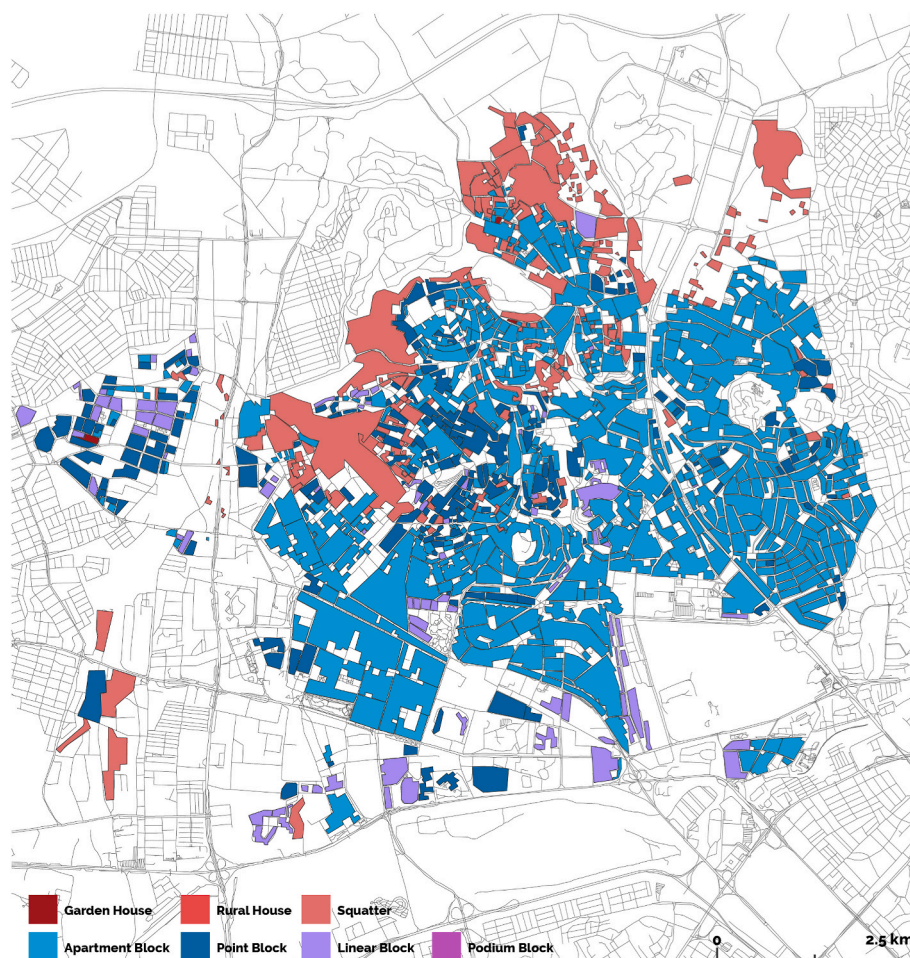 Garden House Rural House Squatter
Apartment Block Point Block Linear Block Podium Block
0 2.5 km